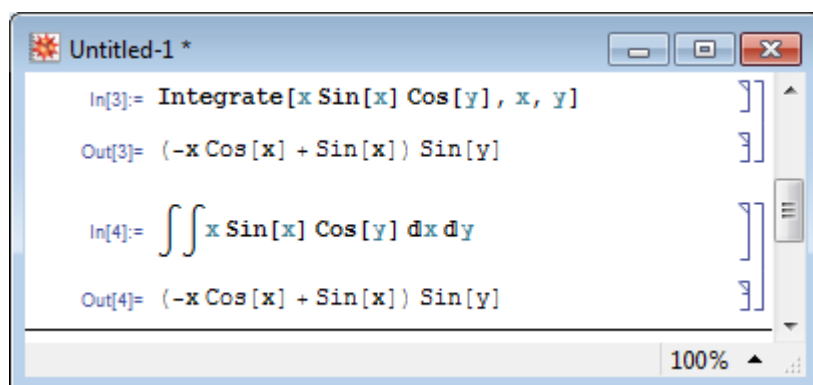 Untitled-1 *
In[3]:= Integrate[x Sin[x] Cos[y], x, y]
Out[3]= (-x Cos[x] + Sin[x]) Sin[y]
In[4]:= ∫∫x Sin[x] Cos[y] ⅆx ⅆy
Out[4]= (-x Cos[x] + Sin[x]) Sin[y]
100%